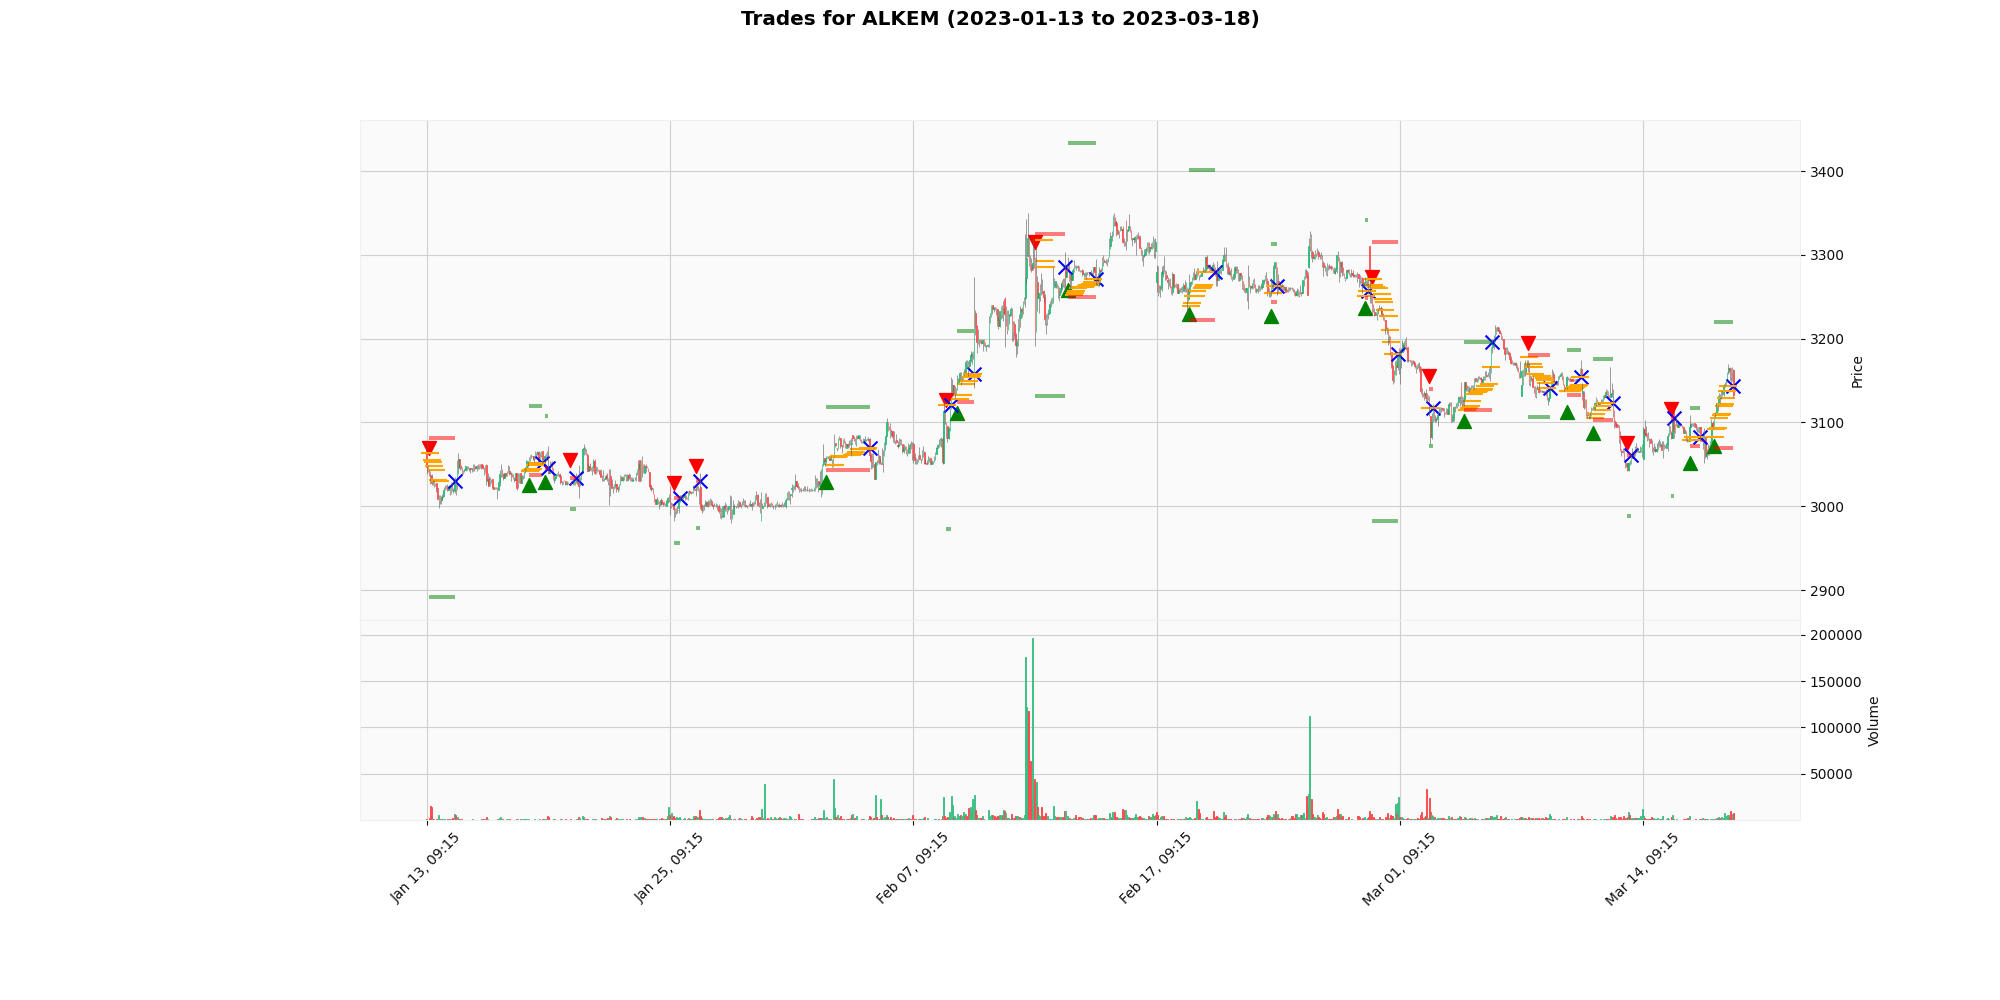 Trades for ALKEM (2023-01-13 to 2023-03-18)
3400
3300
3200
3100
3000
2900
Price
200000
150000
100000
50000
Volume
Jan 13, 09:15
Jan 25, 09:15
Feb 07, 09:15
Feb 17, 09:15
Mar 01, 09:15
Mar 14, 09:15